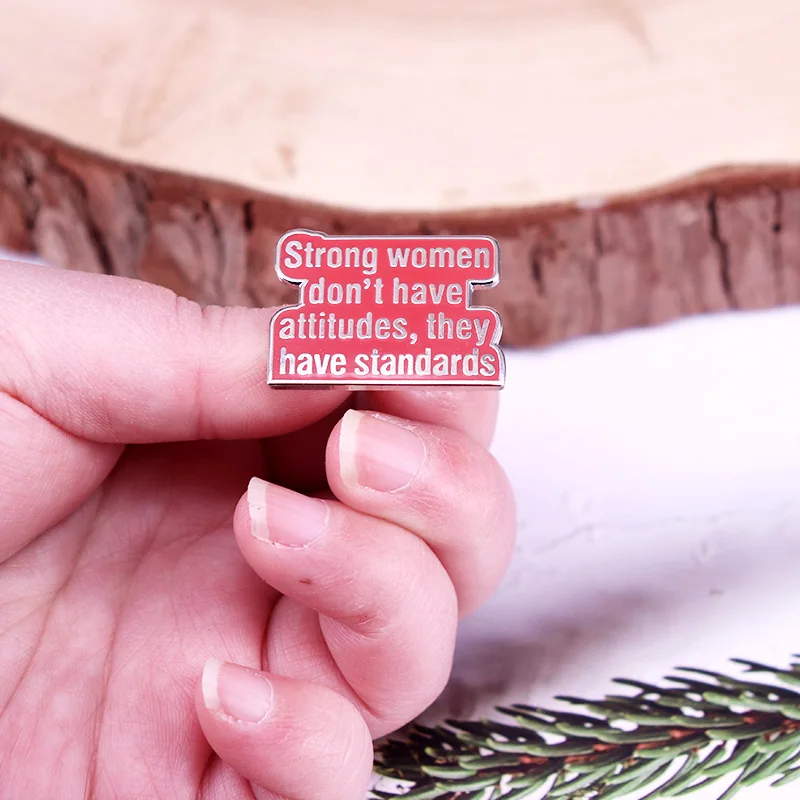 Strong women
don't have
attitudes, they
have standards